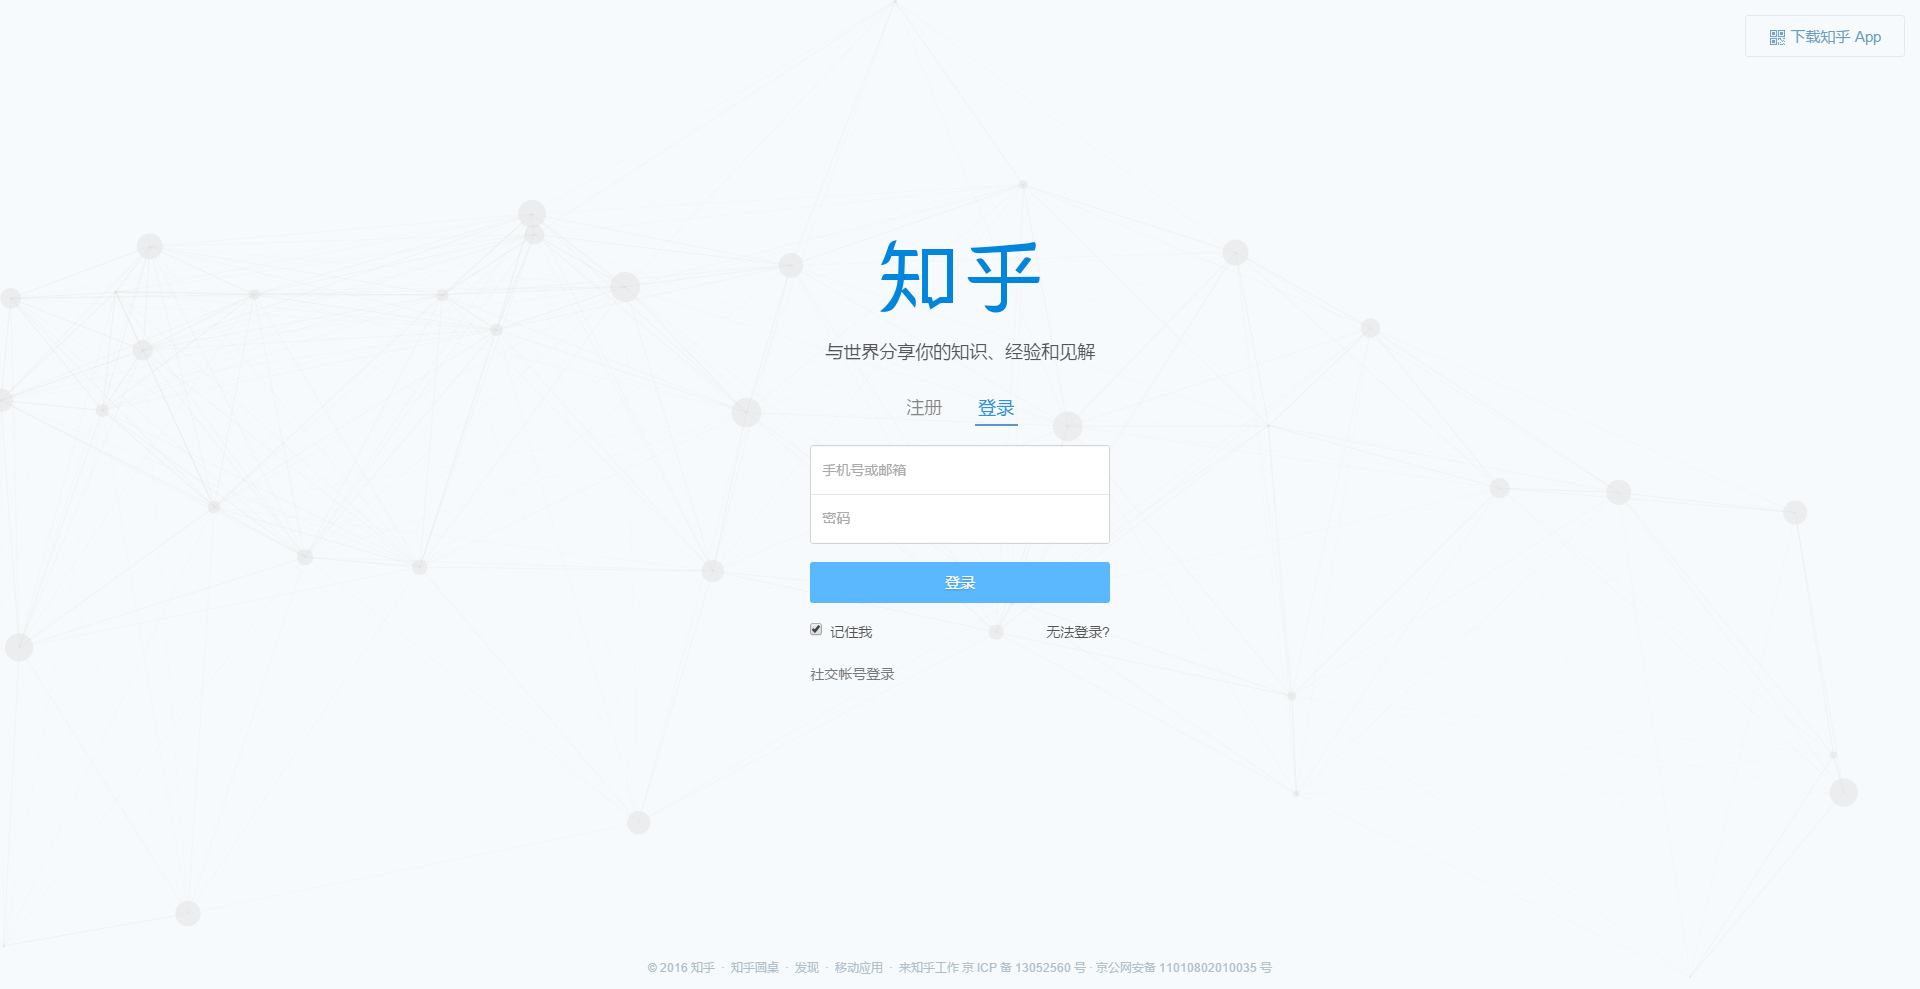 下载知乎 App
知乎
与世界分享你的知识、经验和见解
注册 登录
手机号或邮箱
密码
登录
记住我 无法登录?
社交帐号登录
© 2016 知乎 · 知乎圆桌 · 发现 · 移动应用 · 来知乎工作 京 ICP 备 13052560 号 · 京公网安备 11010802010035 号